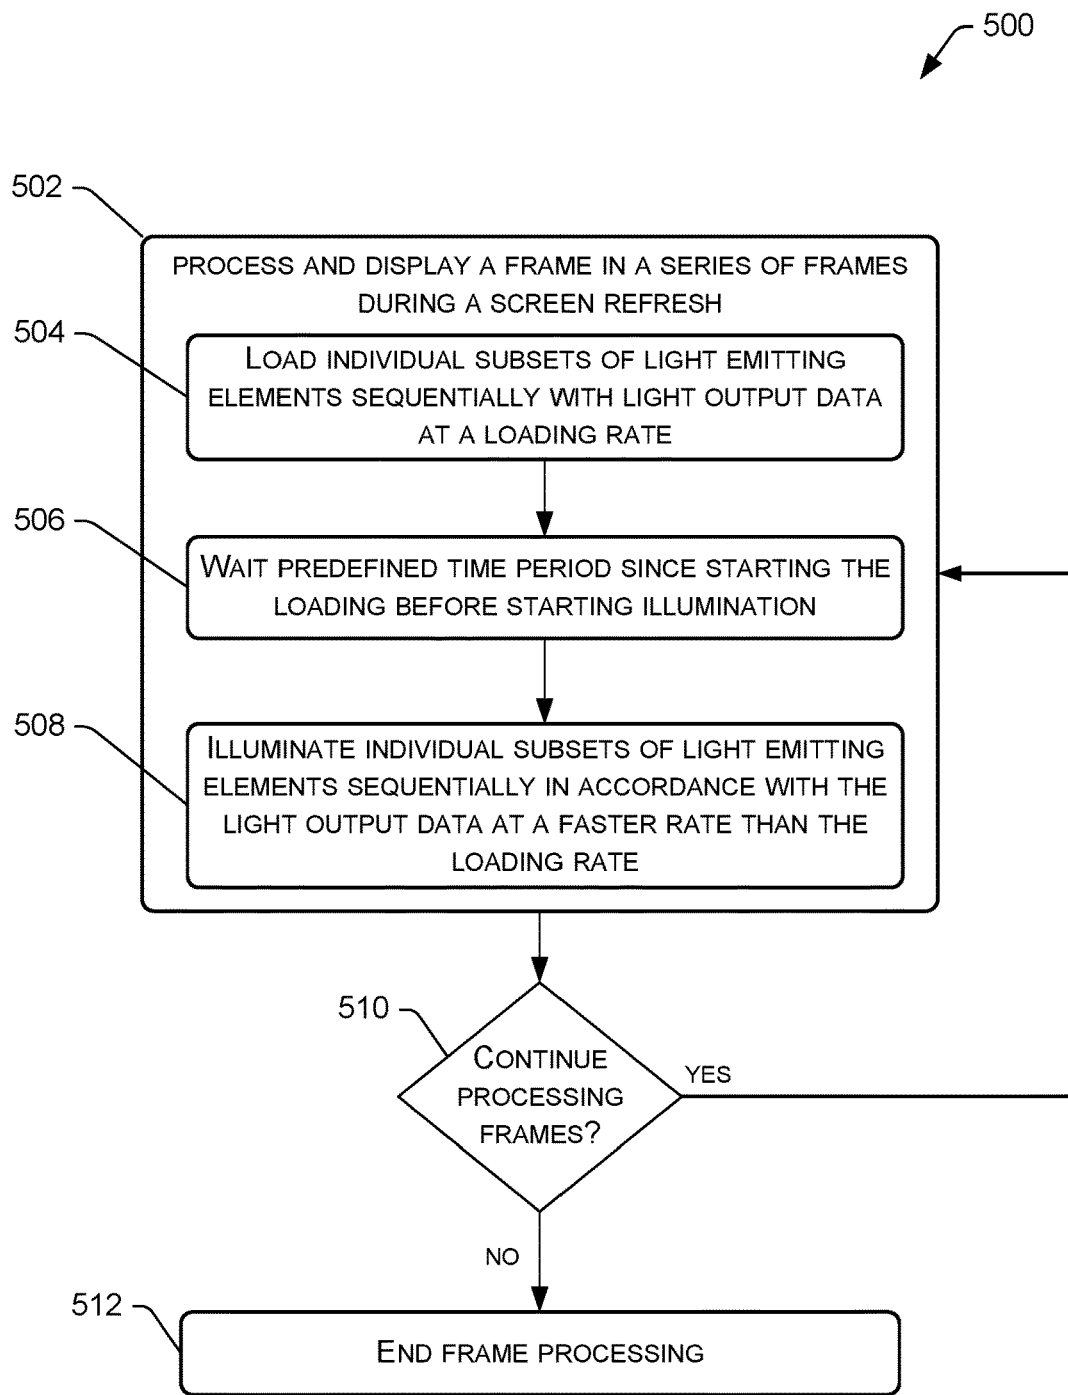 500
502
PROCESS AND DISPLAY A FRAME IN A SERIES OF FRAMES
DURING A SCREEN REFRESH
504
LOAD INDIVIDUAL SUBSETS OF LIGHT EMITTING
ELEMENTS SEQUENTIALLY WITH LIGHT OUTPUT DATA
AT A LOADING RATE
506
WAIT PREDEFINED TIME PERIOD SINCE STARTING THE
LOADING BEFORE STARTING ILLUMINATION
508
ILLUMINATE INDIVIDUAL SUBSETS OF LIGHT EMITTING
ELEMENTS SEQUENTIALLY IN ACCORDANCE WITH THE
LIGHT OUTPUT DATA AT A FASTER RATE THAN THE
LOADING RATE
510
CONTINUE
PROCESSING
FRAMES?
YES
NO
512
END FRAME PROCESSING